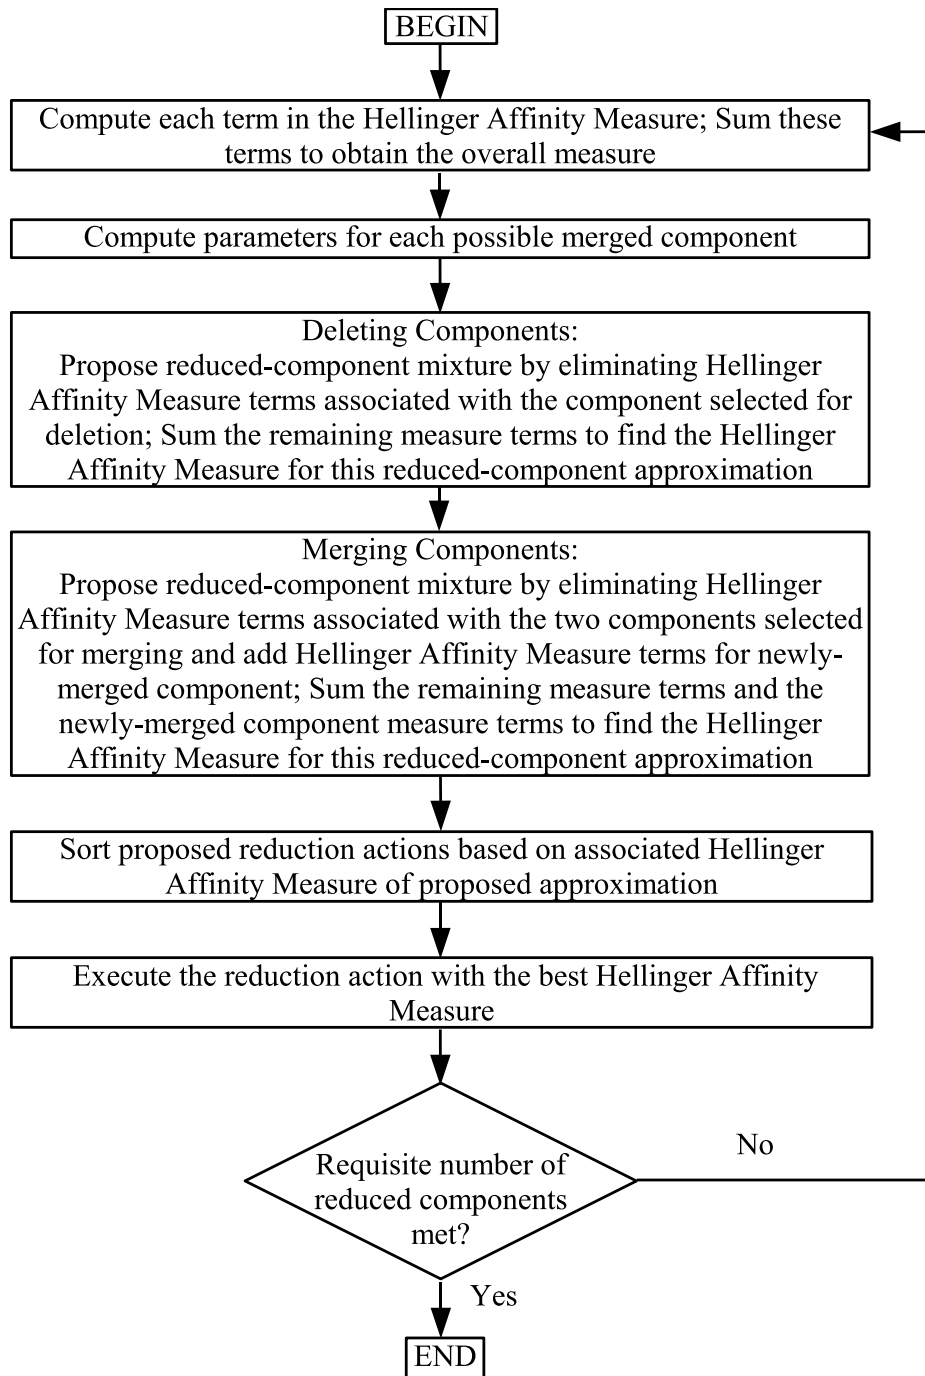 BEGIN
Compute each term in the Hellinger Affinity Measure; Sum these
terms to obtain the overall measure
Compute parameters for each possible merged component
Deleting Components:
Propose reduced-component mixture by eliminating Hellinger
Affinity Measure terms associated with the component selected for
deletion; Sum the remaining measure terms to find the Hellinger
Affinity Measure for this reduced-component approximation
Merging Components:
Propose reduced-component mixture by eliminating Hellinger
Affinity Measure terms associated with the two components selected
for merging and add Hellinger Affinity Measure terms for newly-
merged component; Sum the remaining measure terms and the
newly-merged component measure terms to find the Hellinger
Affinity Measure for this reduced-component approximation
Sort proposed reduction actions based on associated Hellinger
Affinity Measure of proposed approximation
Execute the reduction action with the best Hellinger Affinity
Measure
No
Requisite number of
reduced components
met?
Yes
END